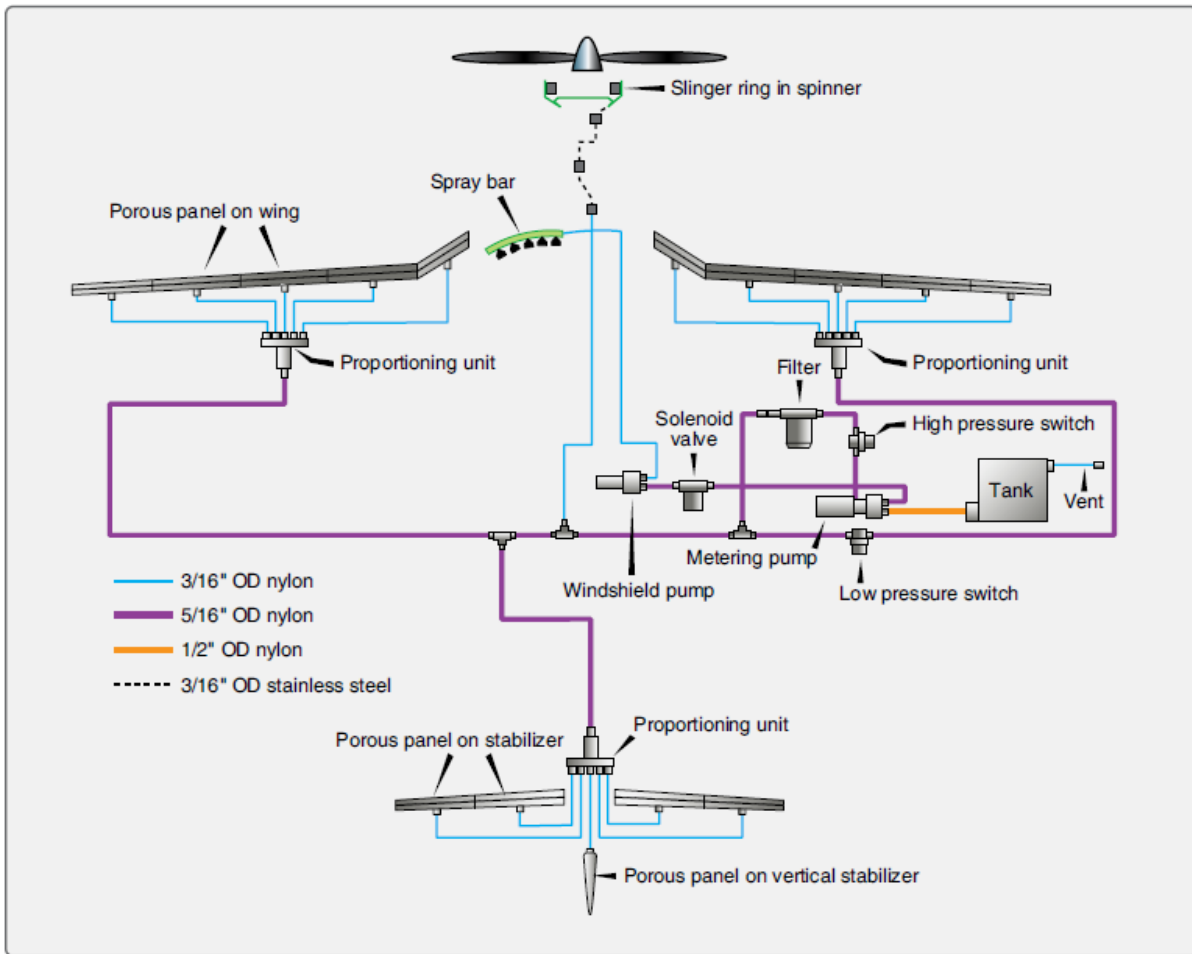 Slinger ring in spinner
Spray bar
Porous panel on wing
Proportioning unit
Proportioning unit
Filter
High pressure switch
Solenoid
valve
Tank
Vent
Metering pump
Windshield pump
Low pressure switch
3/16" OD nylon
5/16" OD nylon
1/2" OD nylon
3/16" OD stainless steel
Proportioning unit
Porous panel on stabilizer
Porous panel on vertical stabilizer